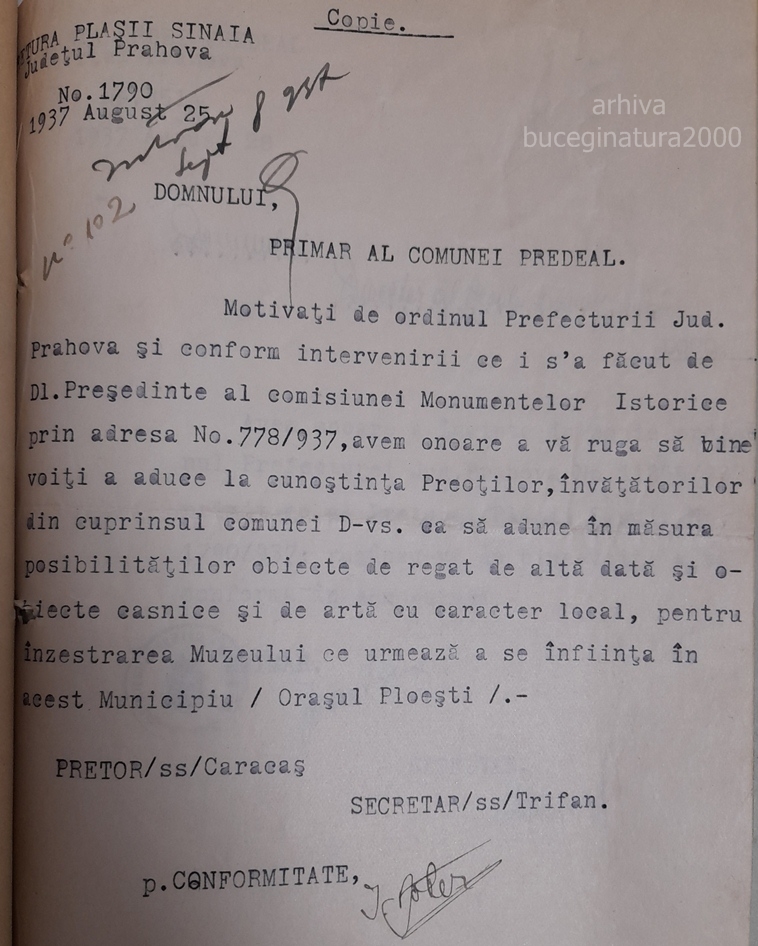 Copie.
PLAŞII SINAIA
Judeţul Prahova
No.1790
1937 August 25
8
Sept
no 102
arhiva
buceginatura2000
DOMNULUI,
PRIMAR AL COMUNEI PREDEAL.
Motivaţi de ordinul Prefecturii Jud.
Prahova şi conform intervenirii ce i s'a făcut de
Dl.Preşedinte al comisiunei Monumentelor Istorice
prin adresa No.778/937,avem onoare a vă ruga să bine
voiţi a aduce la cunoştinţa Preoţilor,învăţătorilor
din cuprinsul comunei D-vs. ca să adune în măsura
posibilităţilor obiecte de regat de altă dată şi o-
biecte casnice şi de artă cu caracter local, pentru
înzestrarea Muzeului ce urmează a se înfiinţa în
acest Municipiu / Oraşul Ploeşti /.-
PRETOR/ss/Caracaş
SECRETAR/ss/Trifan.
p.CONFORMITATE,